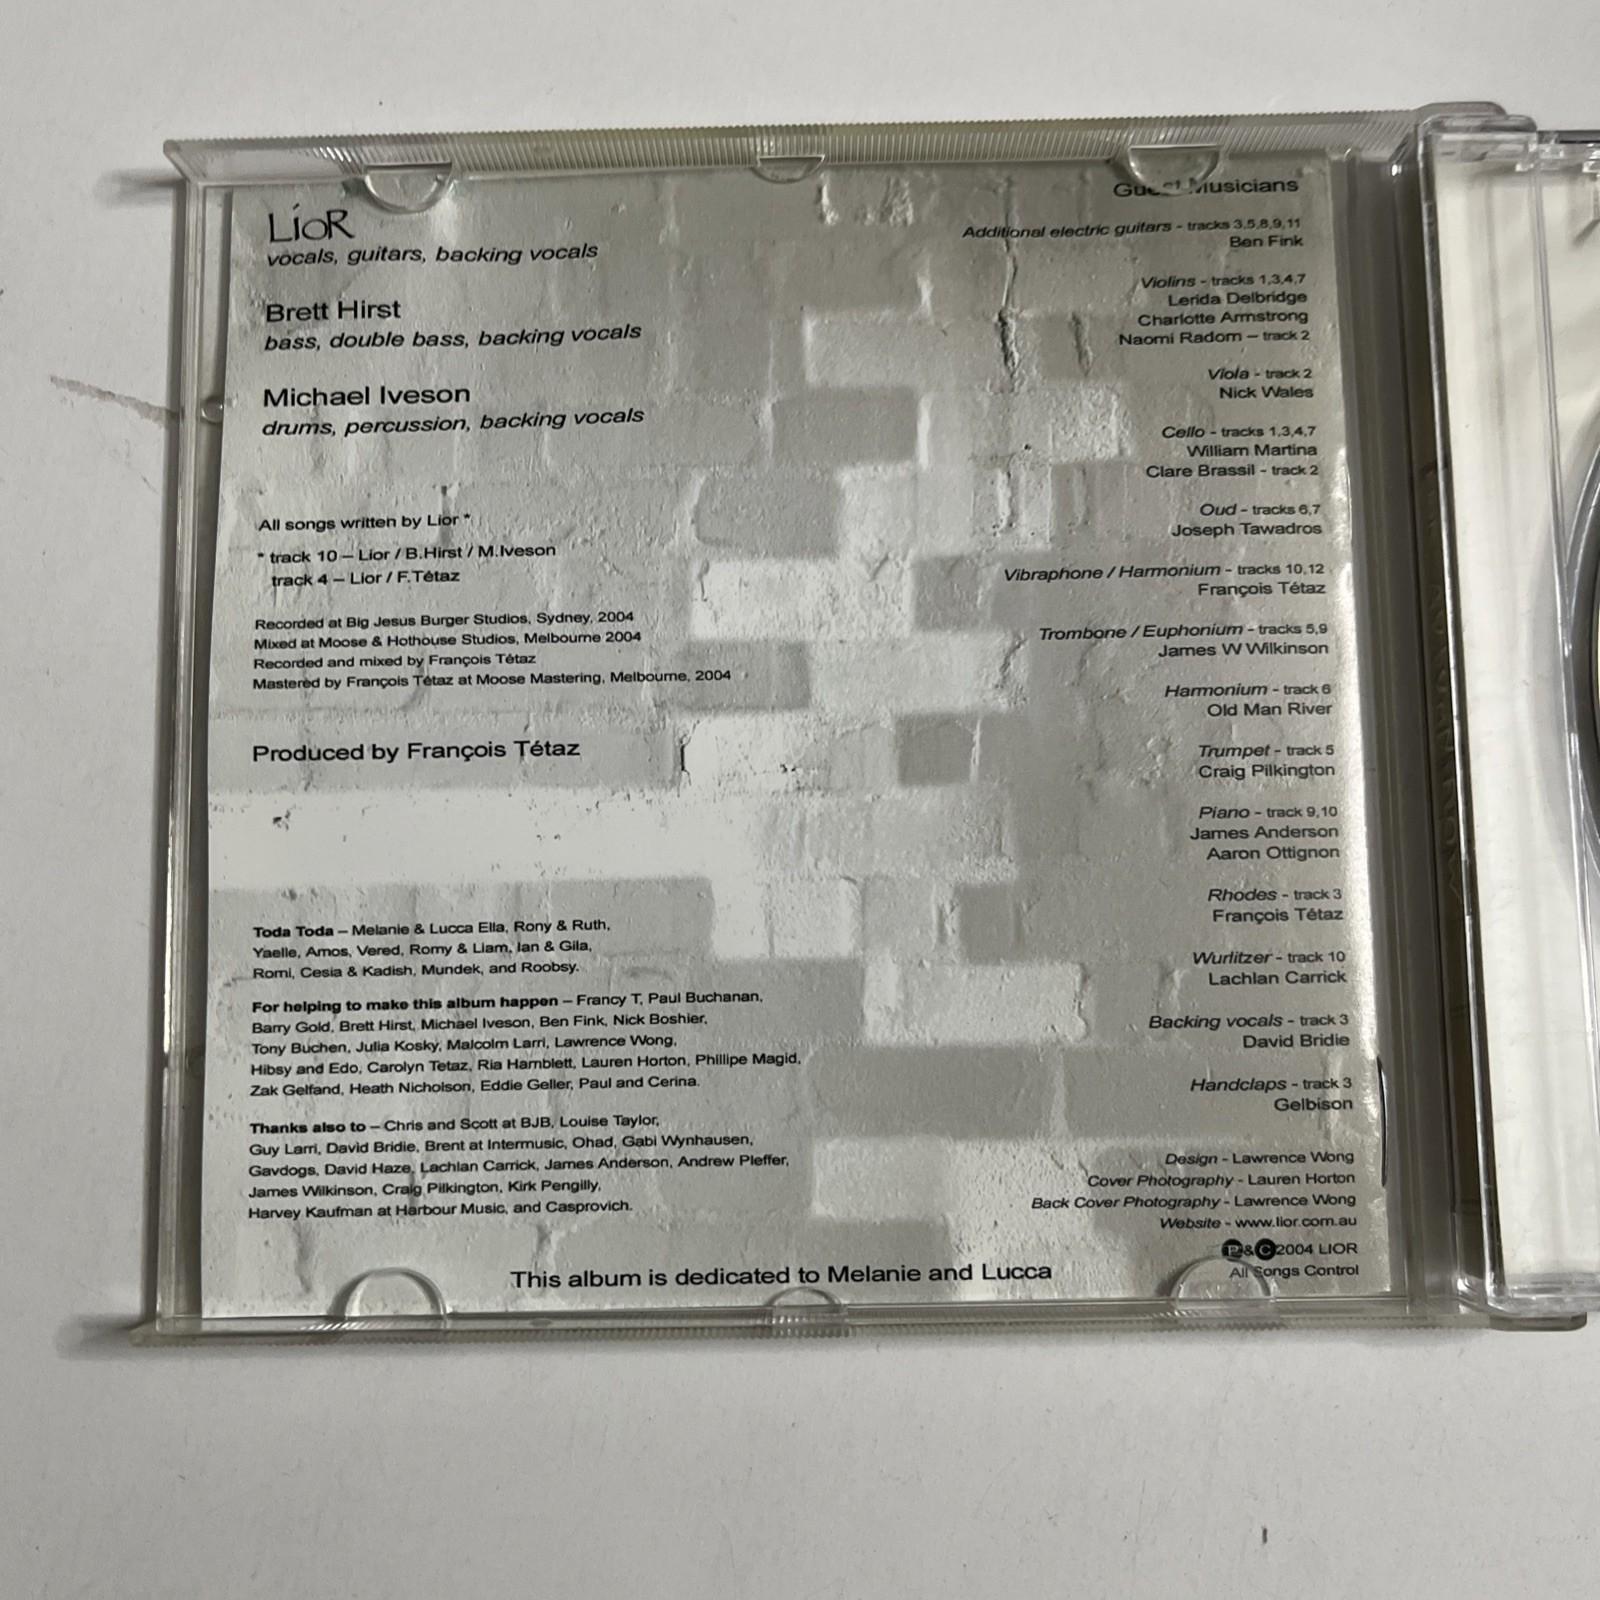 LíoR
vocals, guitars, backing vocals
Brett Hirst
bass, double bass, backing vocals
Michael Iveson
drums, percussion, backing vocals
All songs written by Lior *
* track 10 – Lior / B.Hirst / M.Iveson
track 4 – Lior / F.Tétaz
Recorded at Big Jesus Burger Studios, Sydney, 2004
Mixed at Moose & Hothouse Studios, Melbourne 2004
Recorded and mixed by François Tétaz
Mastered by François Tétaz at Moose Mastering, Melbourne, 2004
Produced by François Tétaz
Toda Toda – Melanie & Lucca Ella, Rony & Ruth,
Yaelle, Amos, Vered, Romy & Liam, Ian & Gila,
Romi, Cesia & Kadish, Mundek, and Roobsy.
For helping to make this album happen – Francy T, Paul Buchanan,
Barry Gold, Brett Hirst, Michael Iveson, Ben Fink, Nick Boshier,
Tony Buchen, Julia Kosky, Malcolm Larri, Lawrence Wong,
Hibsy and Edo, Carolyn Tetaz, Ria Hamblett, Lauren Horton, Phillipe Magid,
Zak Gelfand, Heath Nicholson, Eddie Geller, Paul and Cerina.
Thanks also to – Chris and Scott at BJB, Louise Taylor,
Guy Larri, David Bridie, Brent at Intermusic, Ohad, Gabi Wynhausen,
Gavdogs, David Haze, Lachlan Carrick, James Anderson, Andrew Pleffer,
James Wilkinson, Craig Pilkington, Kirk Pengilly,
Harvey Kaufman at Harbour Music, and Casprovich.
Guest Musicians
Additional electric guitars - tracks 3,5,8,9,11
Ben Fink
Violins - tracks 1,3,4,7
Lerida Delbridge
Charlotte Armstrong
Naomi Radom – track 2
Viola - track 2
Nick Wales
Cello - tracks 1,3,4,7
William Martina
Clare Brassil - track 2
Oud - tracks 6,7
Joseph Tawadros
Vibraphone / Harmonium - tracks 10,12
François Tétaz
Trombone / Euphonium - tracks 5,9
James W Wilkinson
Harmonium - track 6
Old Man River
Trumpet - track 5
Craig Pilkington
Piano - track 9,10
James Anderson
Aaron Ottignon
Rhodes - track 3
François Tétaz
Wurlitzer - track 10
Lachlan Carrick
Backing vocals - track 3
David Bridie
Handclaps - track 3
Gelbison
Design - Lawrence Wong
Cover Photography - Lauren Horton
Back Cover Photography - Lawrence Wong
Website - www.lior.com.au
Ⓟ&Ⓒ2004 LIOR
All Songs Control
This album is dedicated to Melanie and Lucca